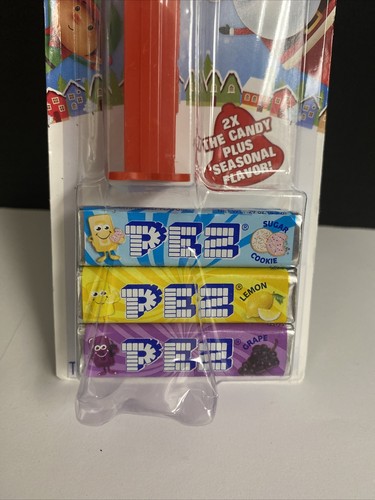 2X
THE CANDY
PLUS
'SEASONAL
FLAVOR!
PEZ®
SUGAR
COOKIE
PEZ®
LEMON
PEZ®
GRAPE
T